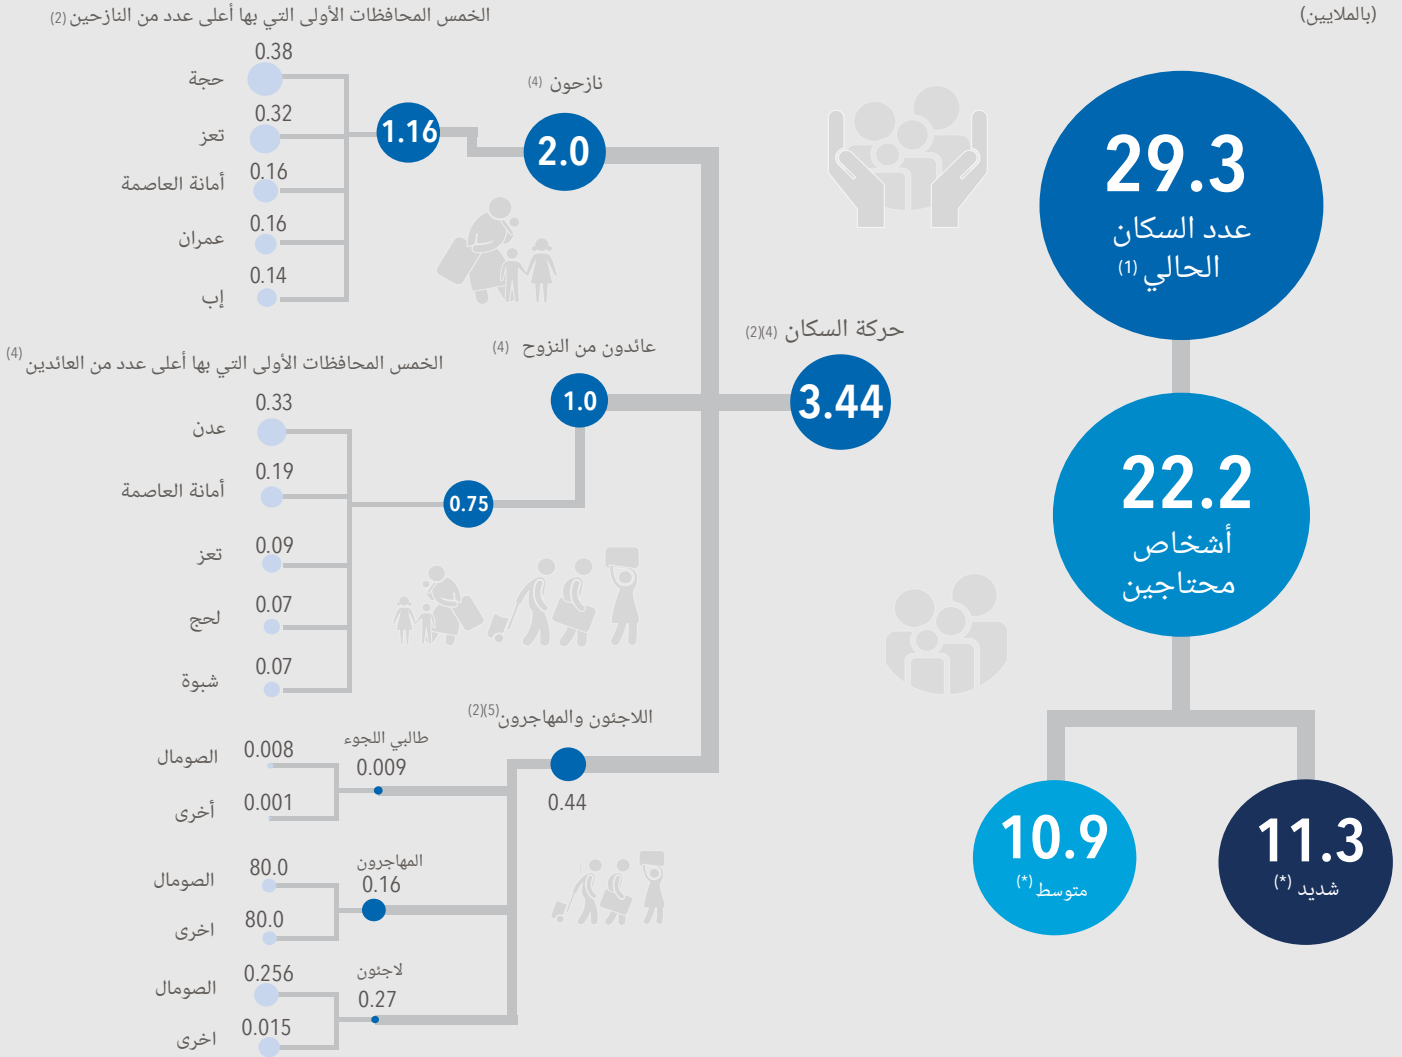 (بالملايين)
29.3
عدد السكان
الحالي (1)
22.2
أشخاص
محتاجين
11.3
شديد (*)
10.9
متوسط (*)
حركة السكان (4)(2)
3.44
نازحون (4)
2.0
1.16
الخمس المحافظات الأولى التي بها أعلى عدد من النازحين (2)
0.38
حجة
0.32
تعز
0.16
أمانة العاصمة
0.16
عمران
0.14
إب
عائدون من النزوح (4)
1.0
0.75
الخمس المحافظات الأولى التي بها أعلى عدد من العائدين (4)
0.33
عدن
0.19
أمانة العاصمة
0.09
تعز
0.07
لحج
0.07
شبوة
اللاجئون والمهاجرون (5)(2)
0.44
طالبي اللجوء
0.009
0.008
الصومال
0.001
أخرى
المهاجرون
0.16
80.0
الصومال
80.0
اخرى
لاجئون
0.27
0.256
الصومال
0.015
اخرى